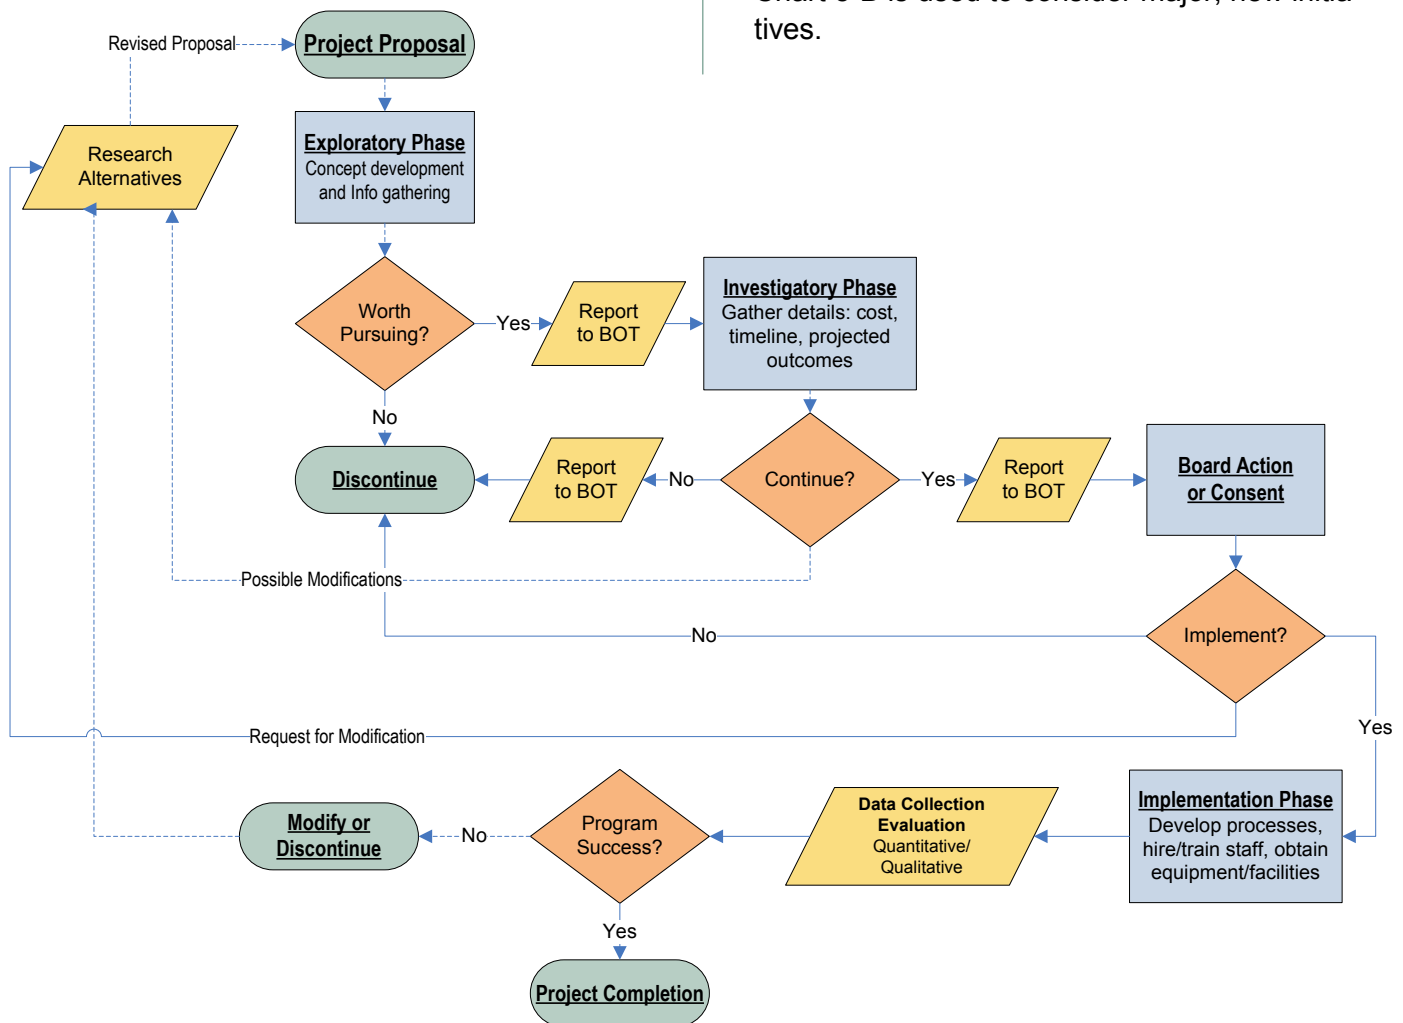 tives.
Revised Proposal
Project Proposal
Research
Alternatives
Exploratory Phase
Concept development
and Info gathering
Worth
Pursuing?
Yes
Report
to BOT
Investigatory Phase
Gather details: cost,
timeline, projected
outcomes
No
Discontinue
Report
to BOT
No
Continue?
Yes
Report
to BOT
Board Action
or Consent
Possible Modifications
No
Implement?
Request for Modification
Yes
Modify or
Discontinue
No
Program
Success?
Data Collection
Evaluation
Quantitative/
Qualitative
Implementation Phase
Develop processes,
hire/train staff, obtain
equipment/facilities
Yes
Project Completion